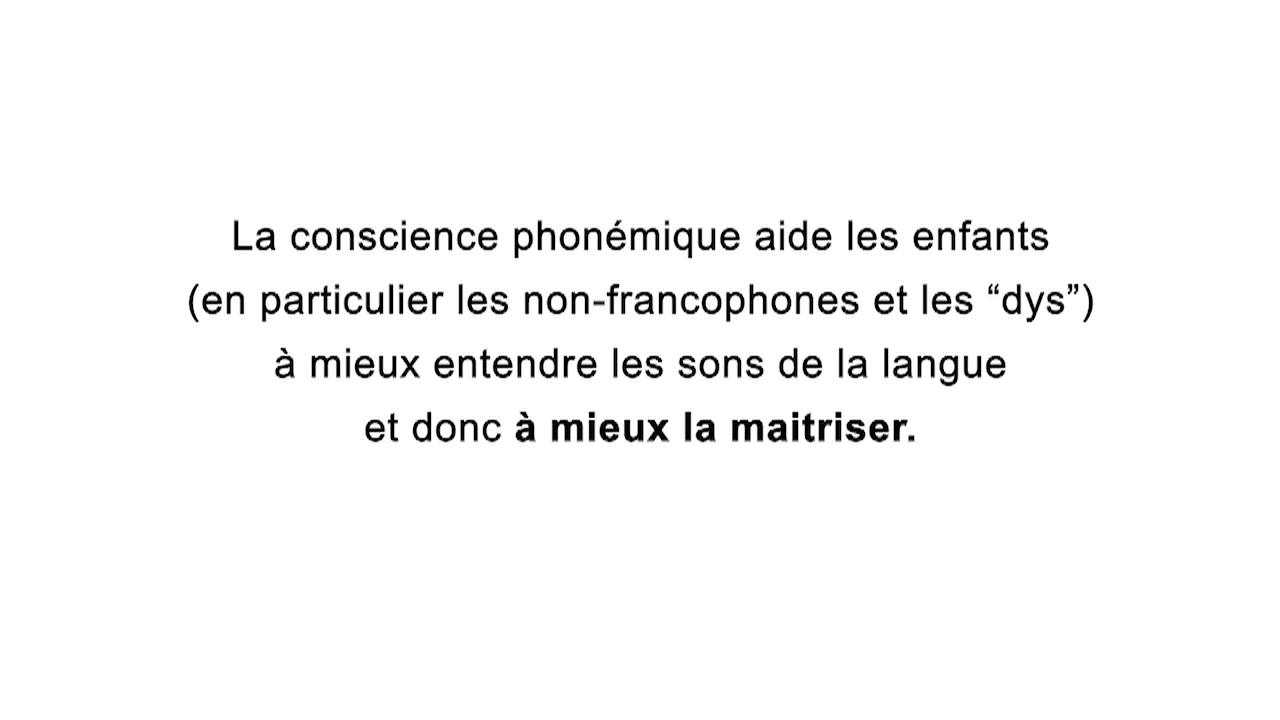 La conscience phonémique aide les enfants
(en particulier les non-francophones et les “dys”)
à mieux entendre les sons de la langue
et donc à mieux la maitriser.